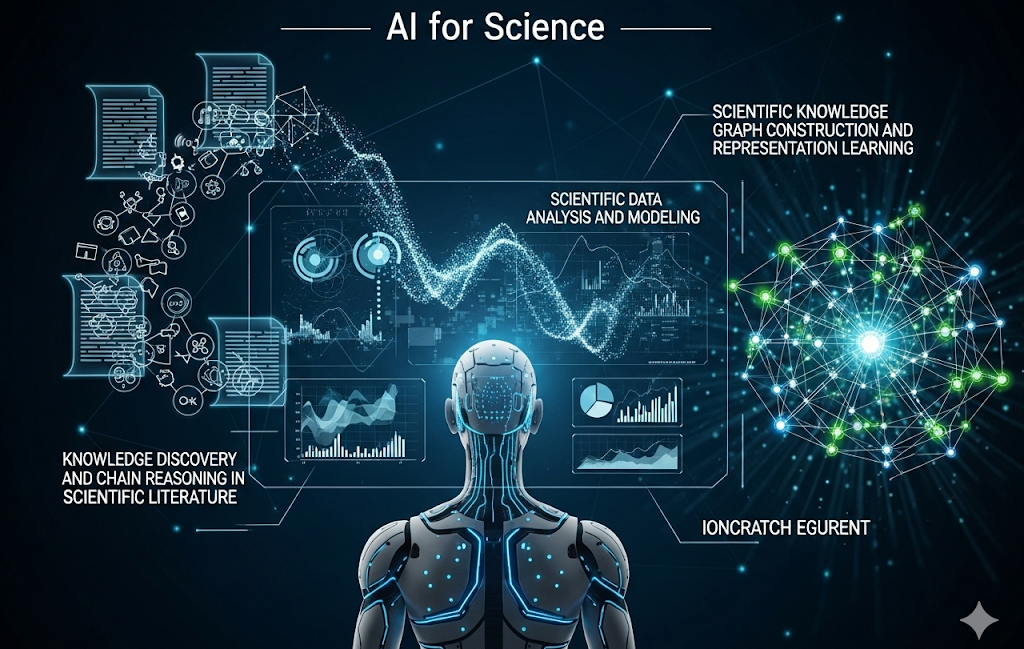 AI for Science
SCIENTIFIC KNOWLEDGE
GRAPH CONSTRUCTION AND
REPRESENTATION LEARNING
SCIENTIFIC DATA
ANALYSIS AND MODELING
KNOWLEDGE DISCOVERY
AND CHAIN REASONING IN
SCIENTIFIC LITERATURE
IONCRATCH EGURENT